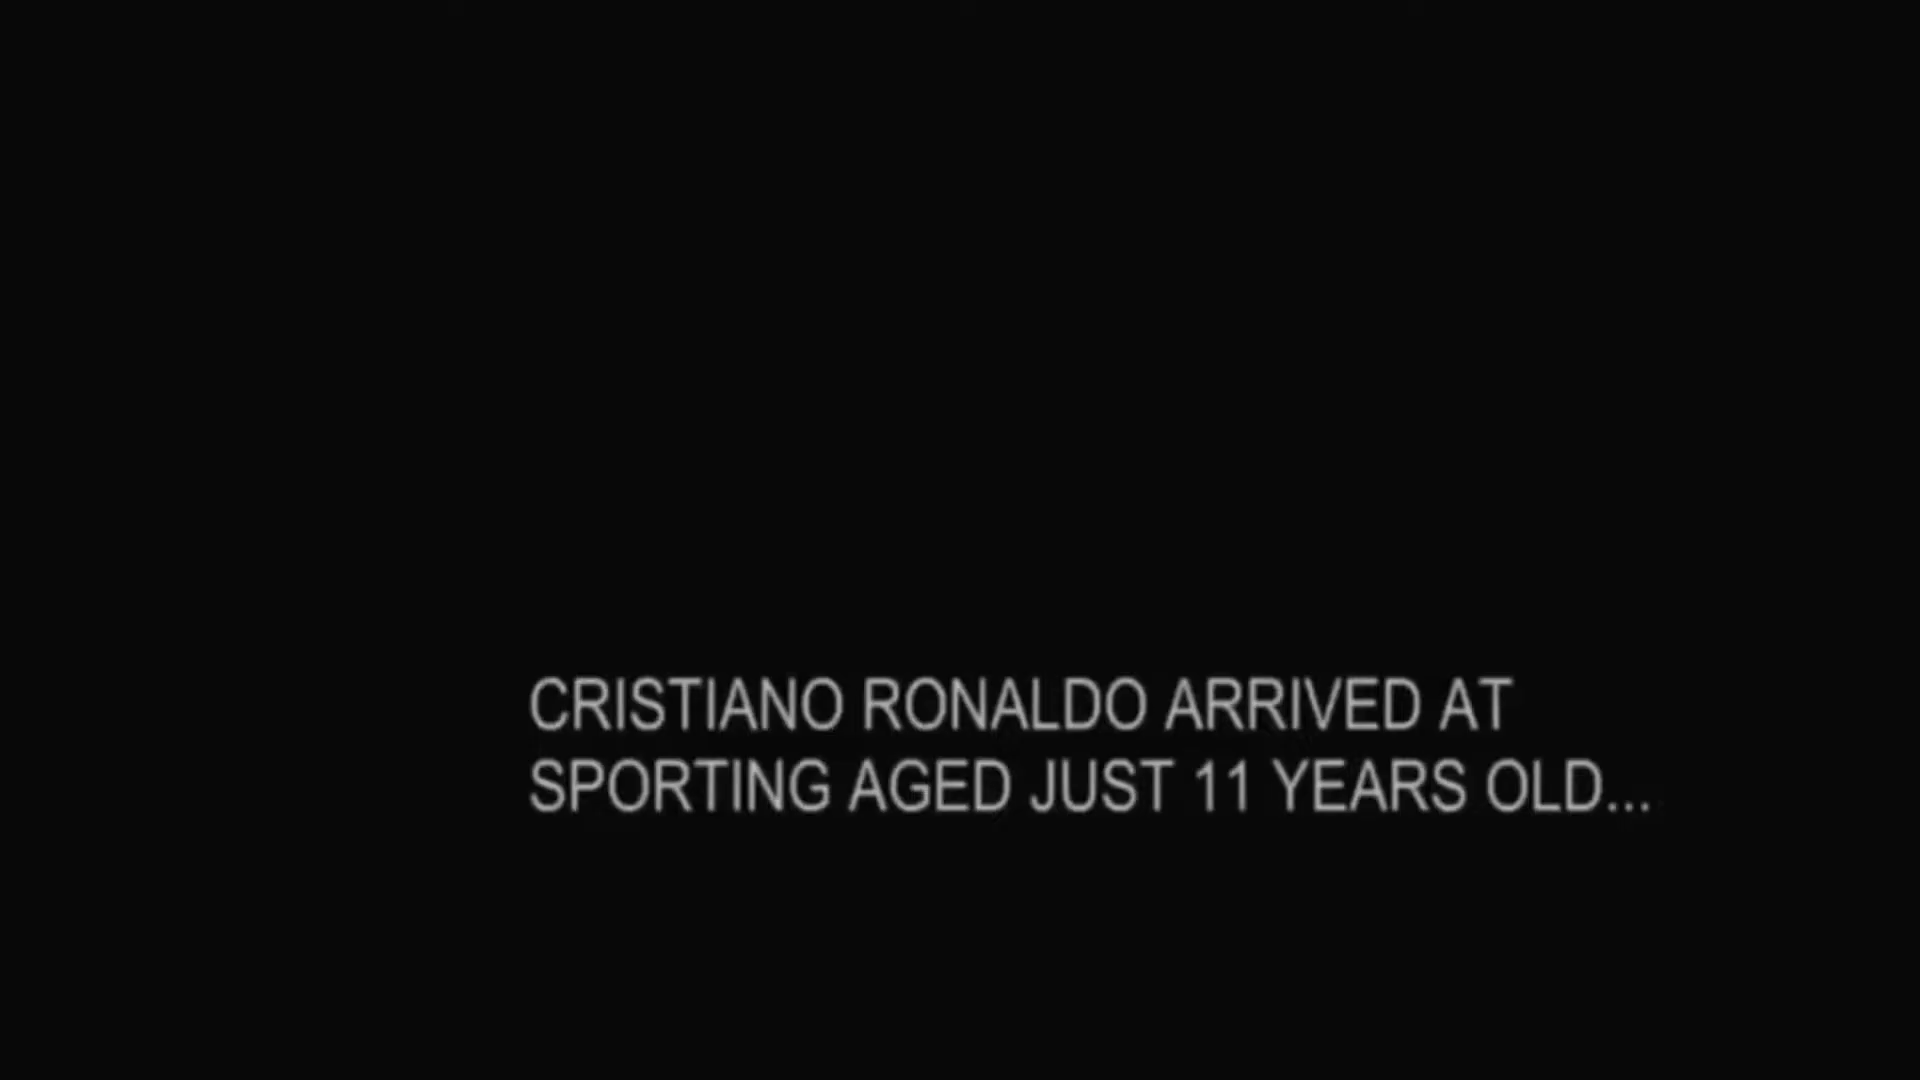 CRISTIANO RONALDO ARRIVED AT
SPORTING AGED JUST 11 YEARS OLD...